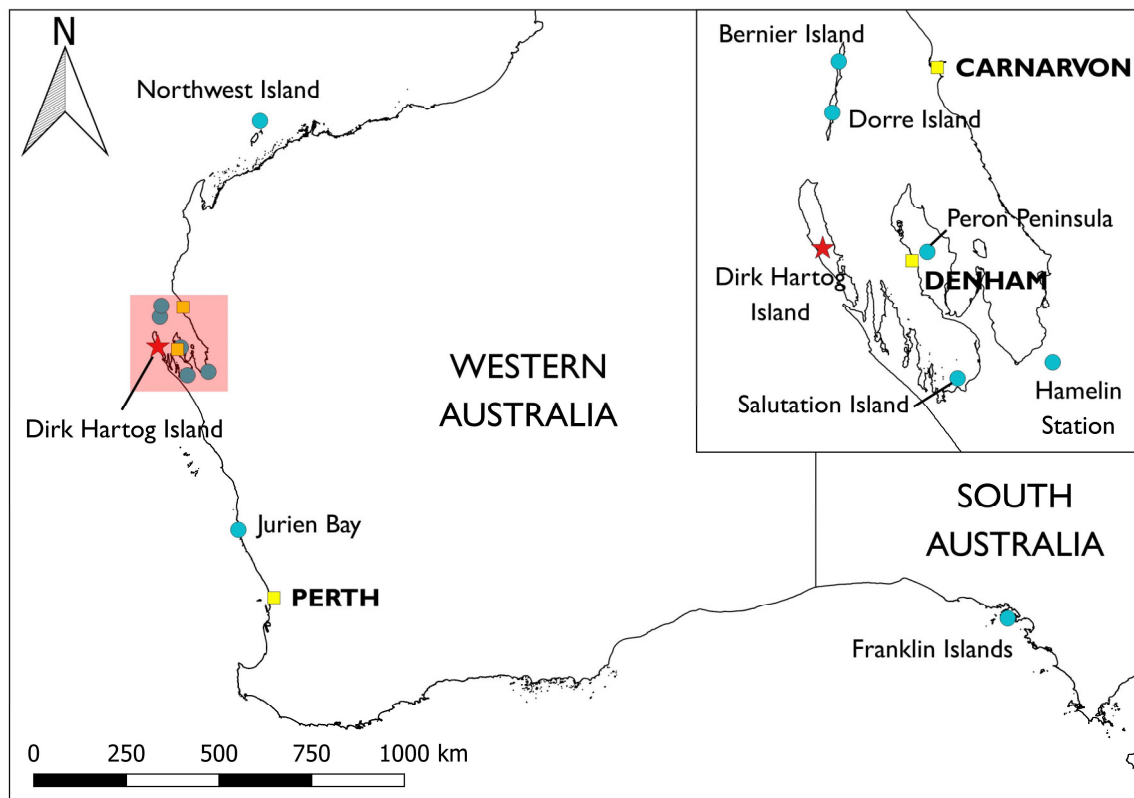 N
Northwest Island
Dirk Hartog Island
WESTERN
AUSTRALIA
Jurien Bay
PERTH
0 250 500 750 1000 km
Bernier Island
CARNARVON
Dorre Island
Peron Peninsula
Dirk Hartog
Island
DENHAM
Salutation Island
Hamelin
Station
SOUTH
AUSTRALIA
Franklin Islands